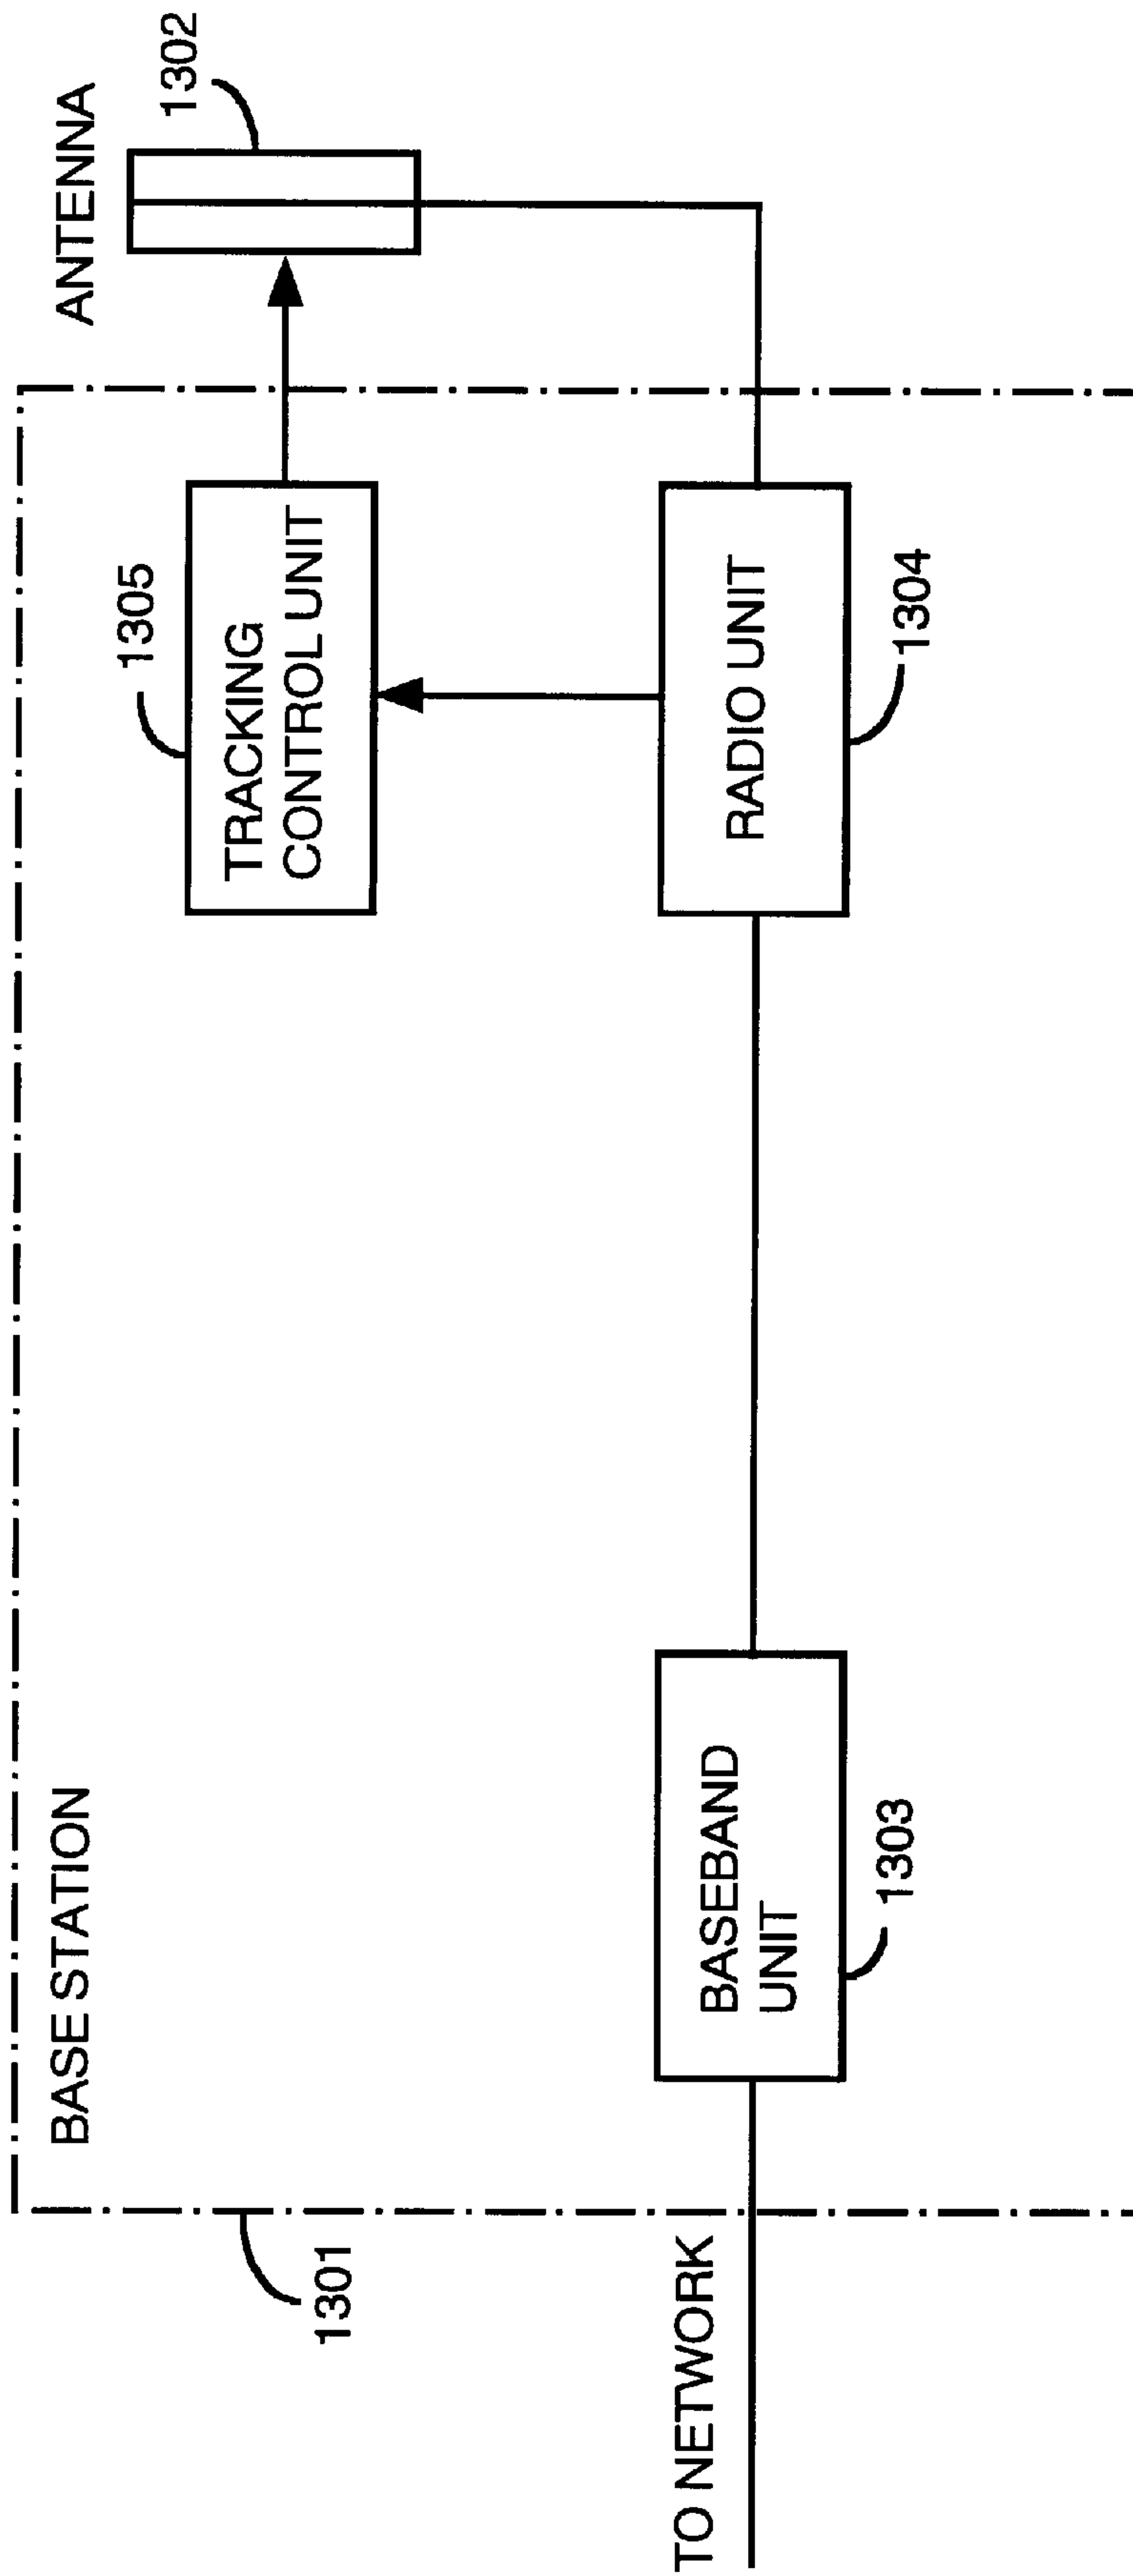 BASE STATION
ANTENNA
1302
1305
TRACKING
CONTROL UNIT
1301
TO NETWORK
BASEBAND
UNIT
1303
RADIO UNIT
1304